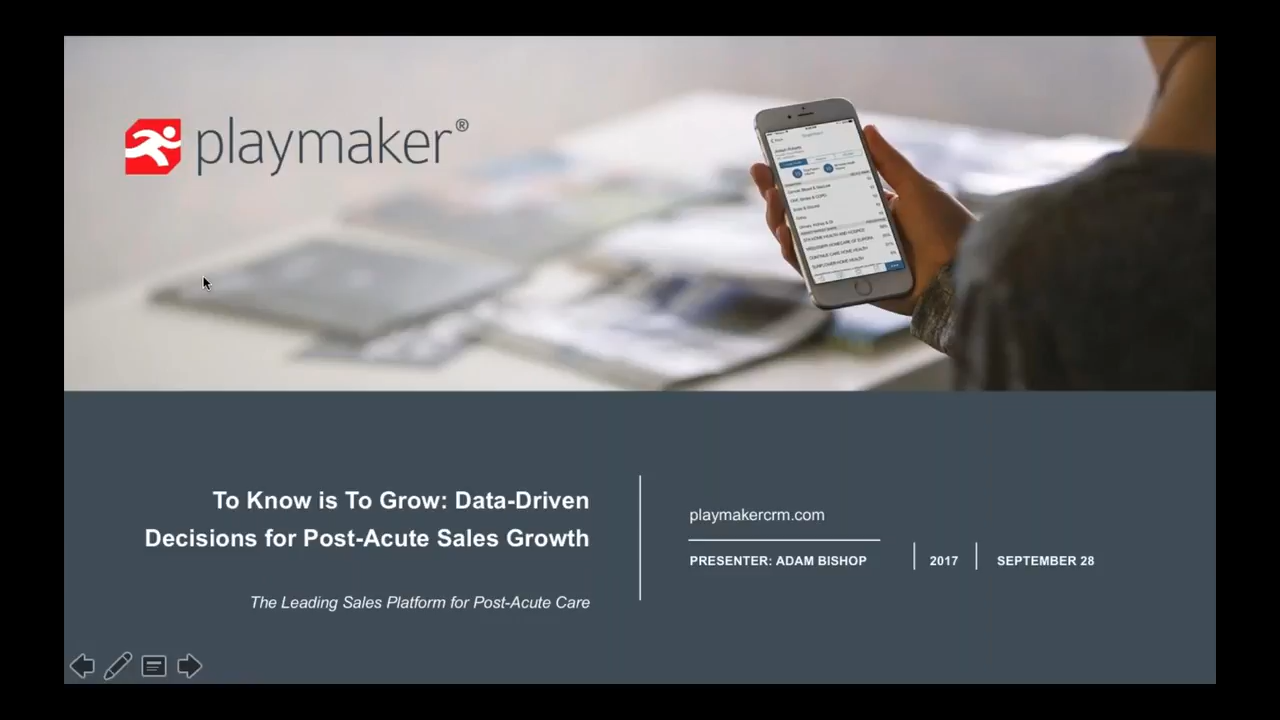 playmaker®
To Know is To Grow: Data-Driven
Decisions for Post-Acute Sales Growth
The Leading Sales Platform for Post-Acute Care
playmakercrm.com
PRESENTER: ADAM BISHOP
2017
SEPTEMBER 28